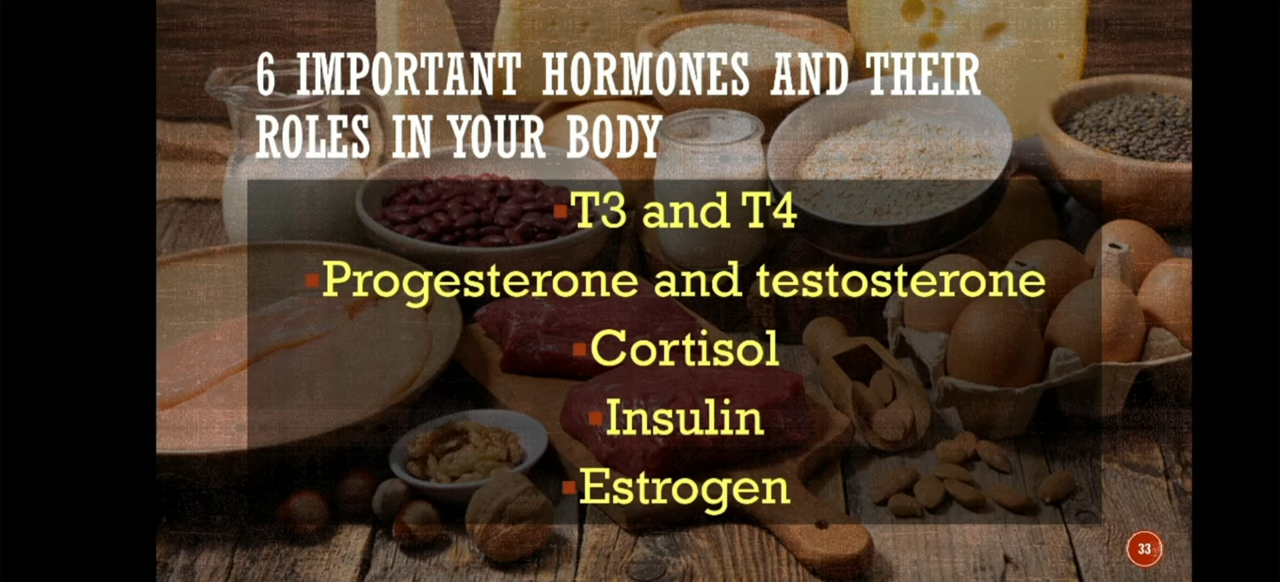 6 IMPORTANT HORMONES AND THEIR
ROLES IN YOUR BODY
▪T3 and T4
▪Progesterone and testosterone
▪Cortisol
▪Insulin
▪Estrogen
33